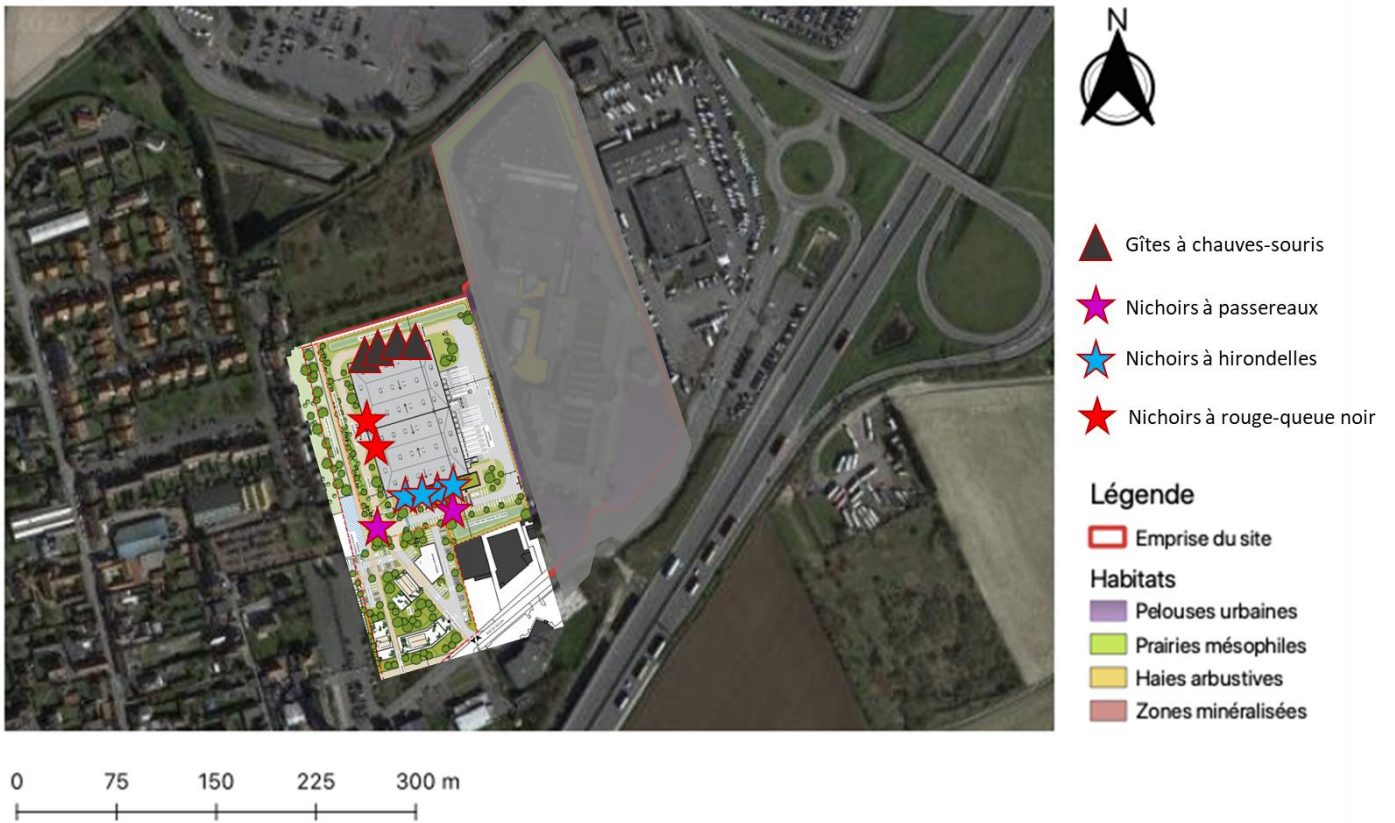 N
Gîtes à chauves-souris
Nichoirs à passereaux
Nichoirs à hirondelles
Nichoirs à rouge-queue noir
Légende
Emprise du site
Habitats
Pelouses urbaines
Prairies mésophiles
Haies arbustives
Zones minéralisées
0 75 150 225 300 m